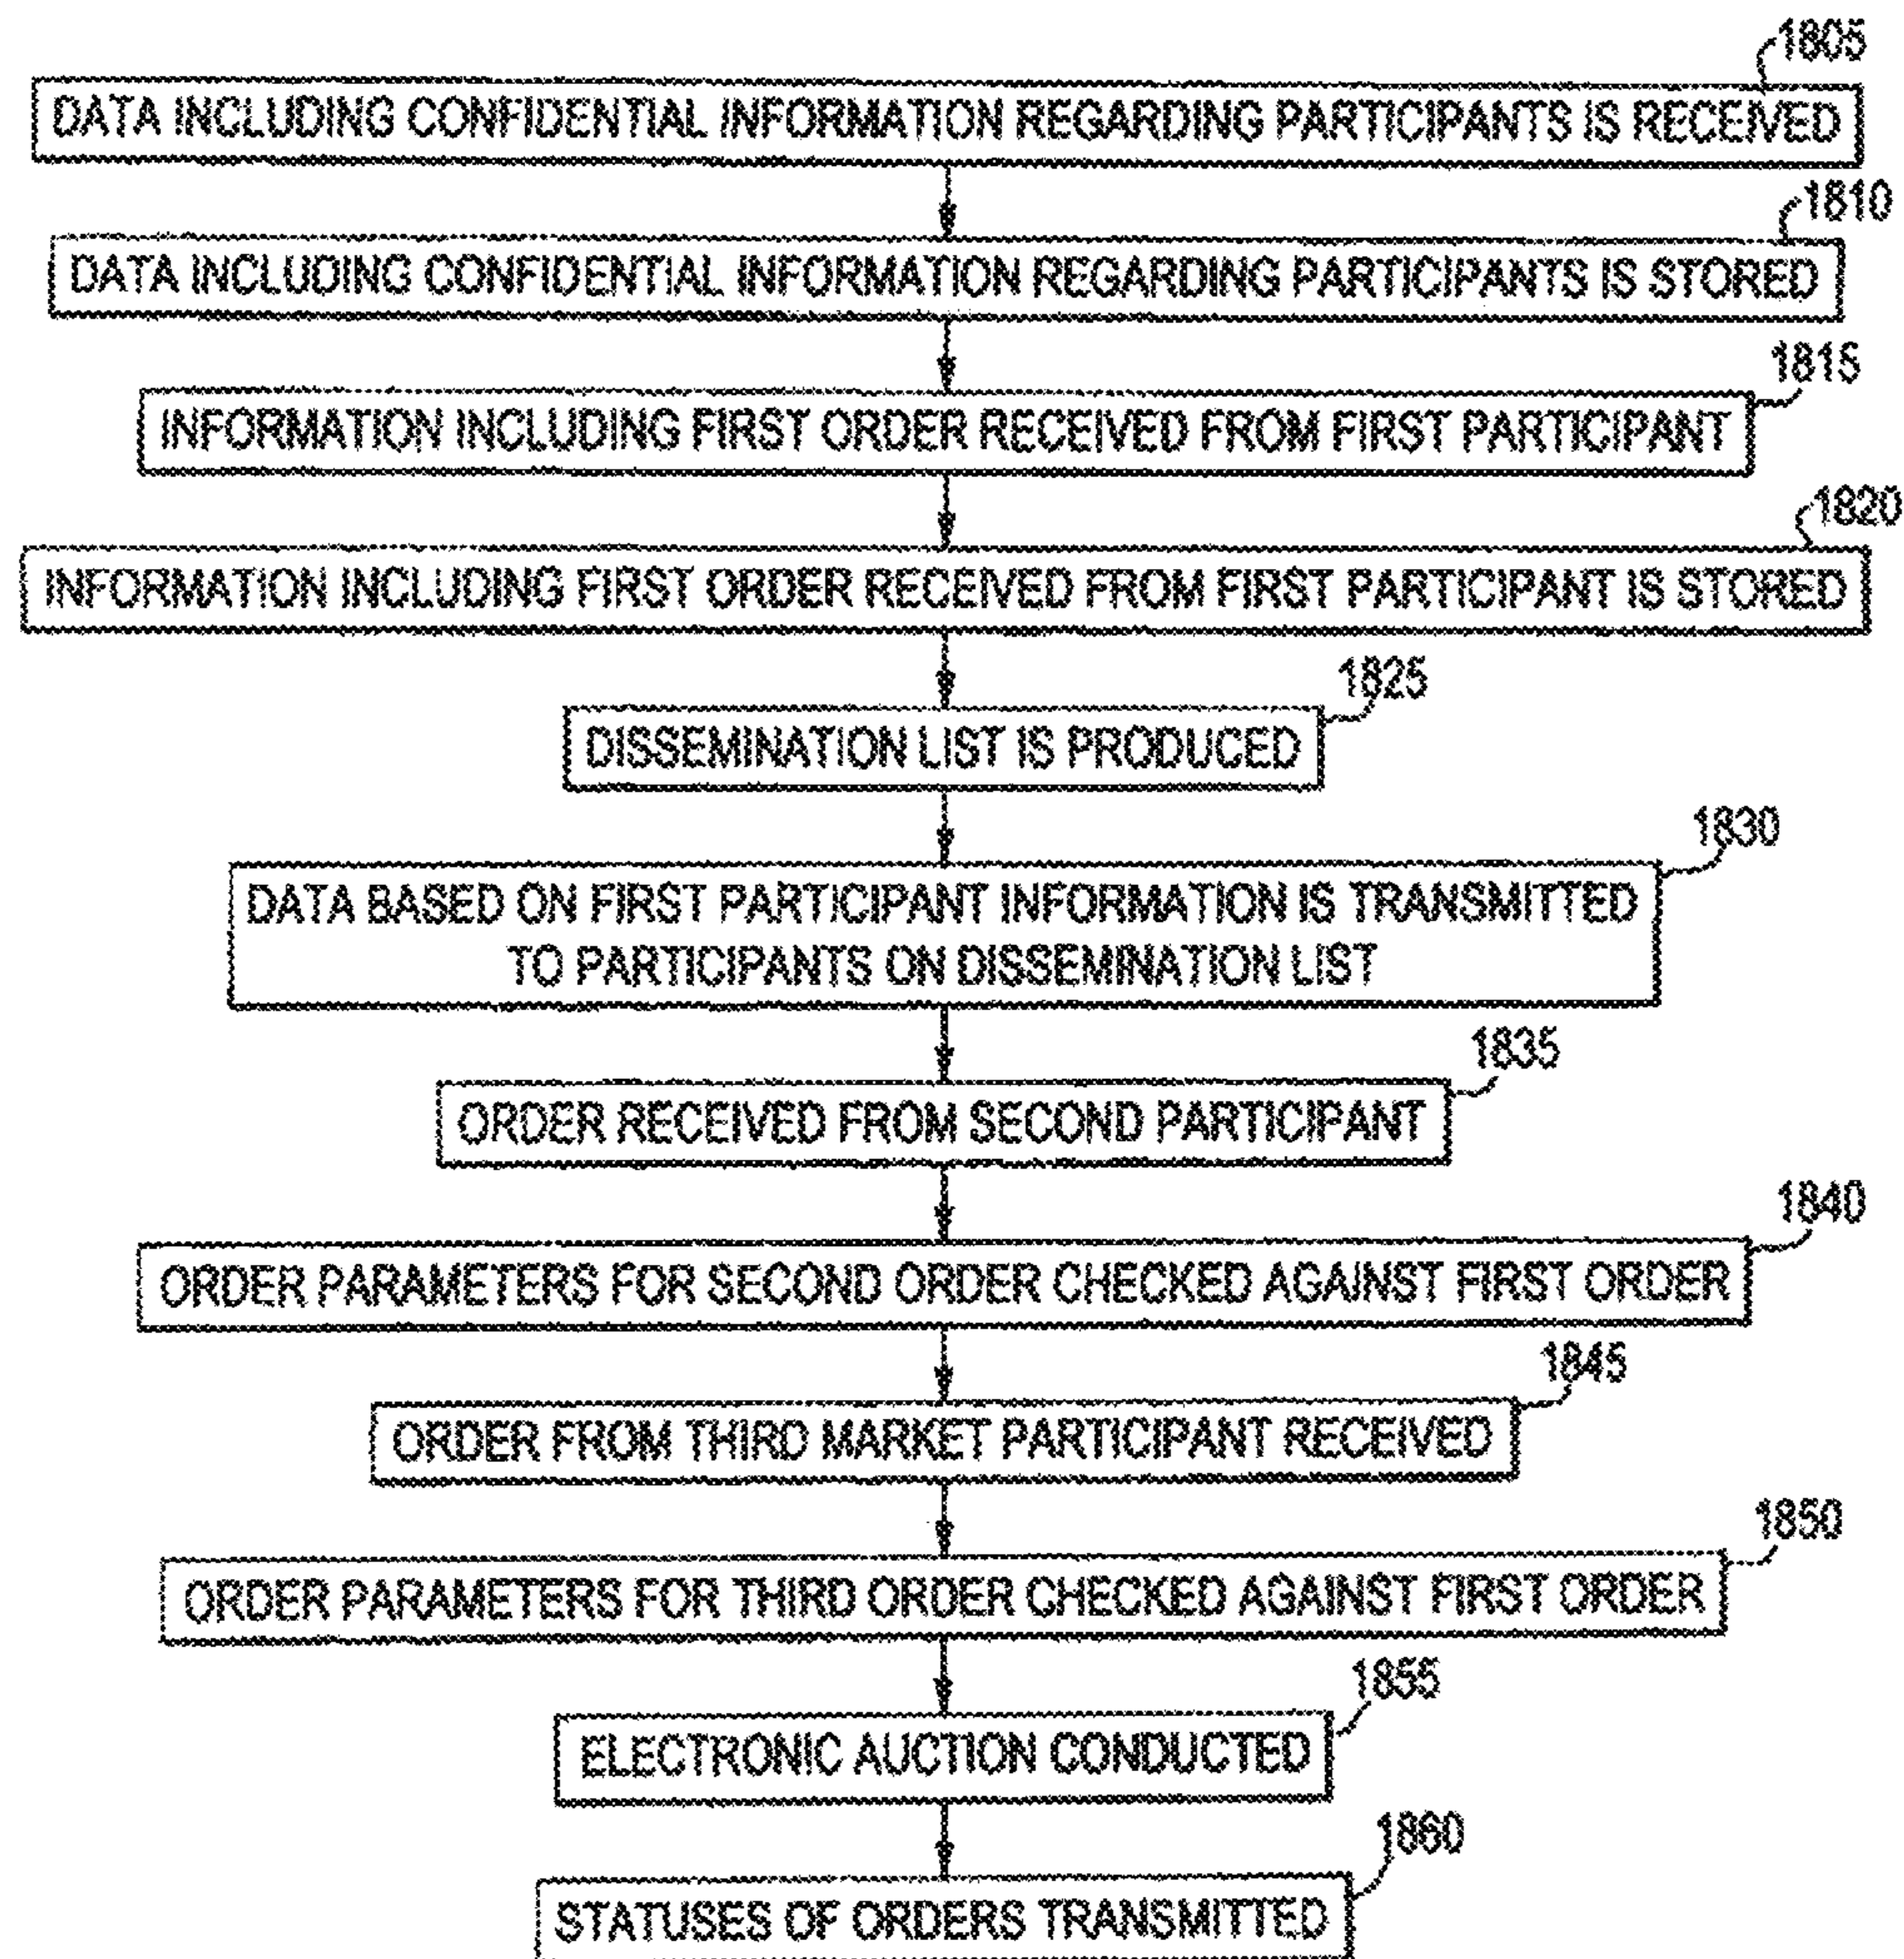 1805
DATA INCLUDING CONFIDENTIAL INFORMATION REGARDING PARTICIPANTS IS RECEIVED
1810
DATA INCLUDING CONFIDENTIAL INFORMATION REGARDING PARTICIPANTS IS STORED
1815
INFORMATION INCLUDING FIRST ORDER RECEIVED FROM FIRST PARTICIPANT
1820
INFORMATION INCLUDING FIRST ORDER RECEIVED FROM FIRST PARTICIPANT IS STORED
1825
DISSEMINATION LIST IS PRODUCED
1830
DATA BASED ON FIRST PARTICIPANT INFORMATION IS TRANSMITTED
TO PARTICIPANTS ON DISSEMINATION LIST
1835
ORDER RECEIVED FROM SECOND PARTICIPANT
1840
ORDER PARAMETERS FOR SECOND ORDER CHECKED AGAINST FIRST ORDER
1845
ORDER FROM THIRD MARKET PARTICIPANT RECEIVED
1850
ORDER PARAMETERS FOR THIRD ORDER CHECKED AGAINST FIRST ORDER
1855
ELECTRONIC AUCTION CONDUCTED
1860
STATUSES OF ORDERS TRANSMITTED